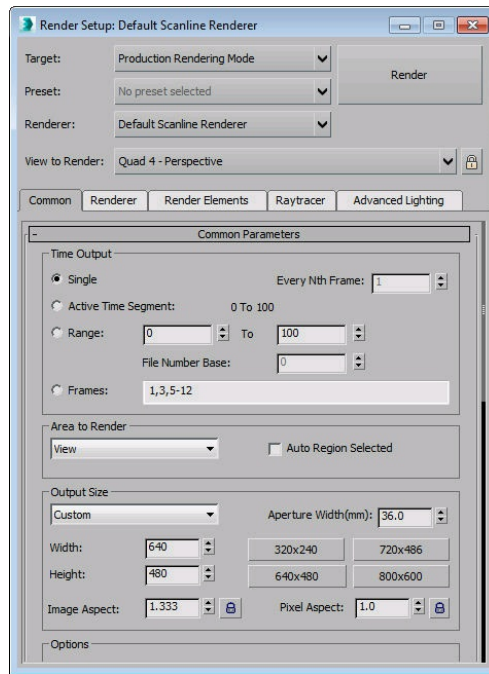 Render Setup: Default Scanline Renderer
Target: Production Rendering Mode
Render
Preset: No preset selected
Renderer: Default Scanline Renderer
View to Render: Quad 4 - Perspective
Common Renderer Render Elements Raytracer Advanced Lighting
- Common Parameters
Time Output
Single Every Nth Frame: 1
Active Time Segment: 0 To 100
Range: 0 To 100
File Number Base: 0
Frames: 1,3,5-12
Area to Render
View Auto Region Selected
Output Size
Custom Aperture Width(mm): 36.0
Width: 640 320x240 720x486
Height: 480 640x480 800x600
Image Aspect: 1.333 Pixel Aspect: 1.0
Options